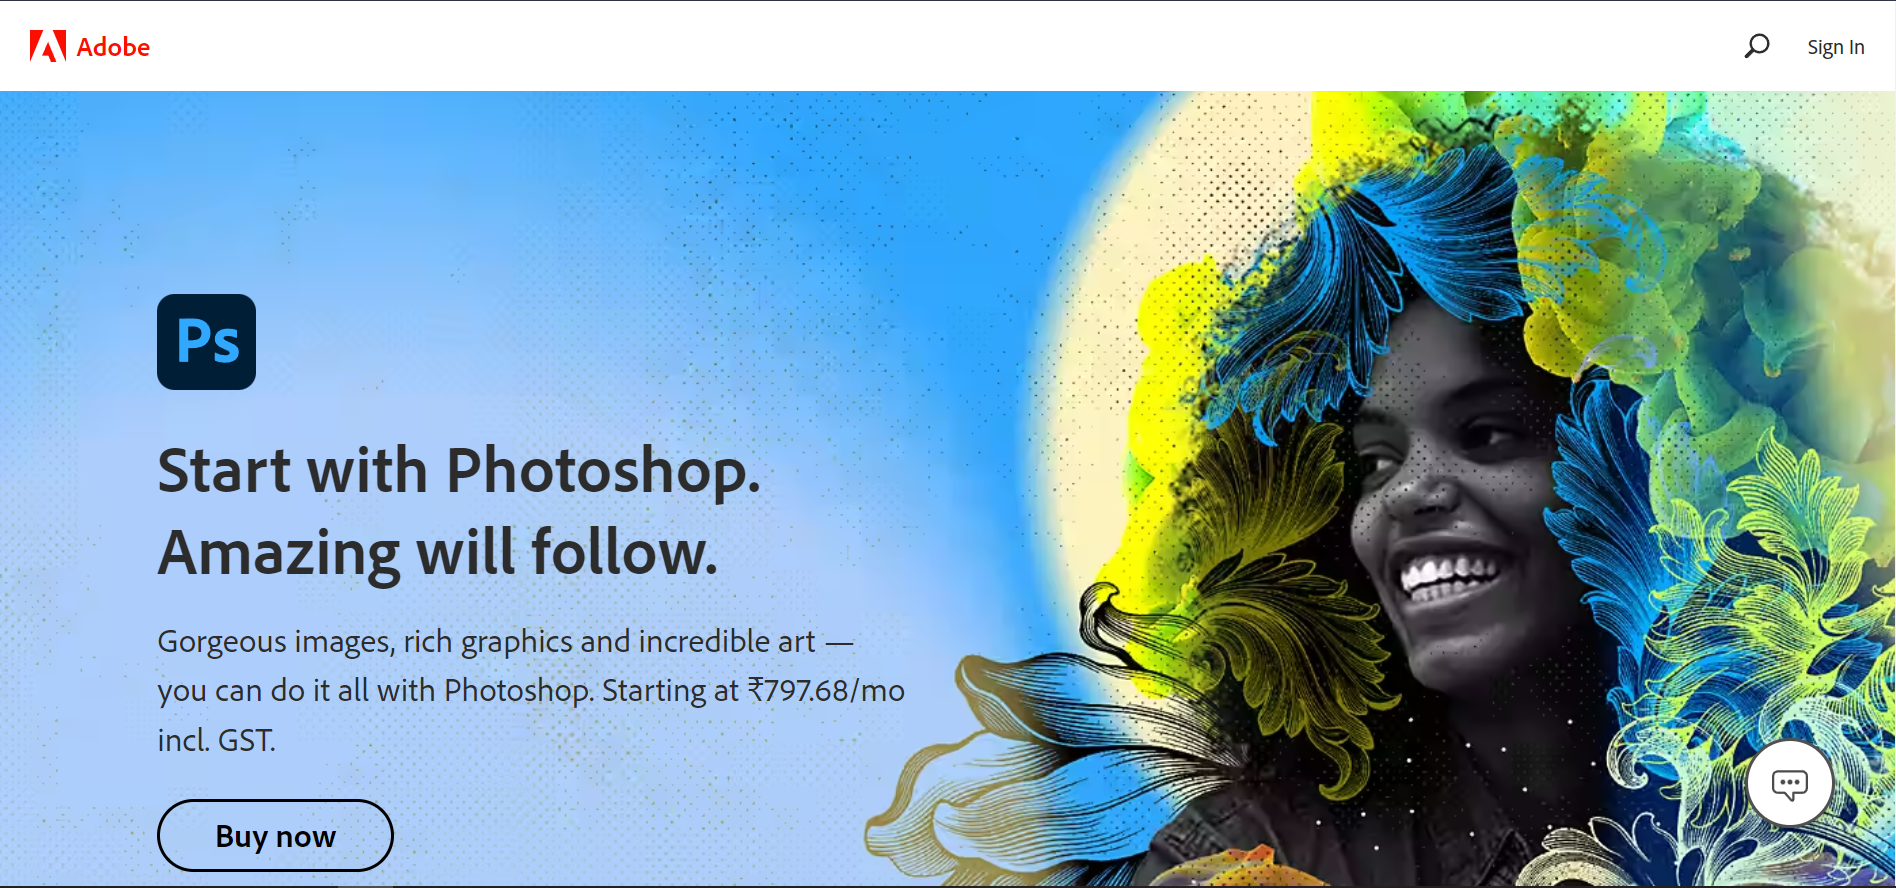 Adobe
Sign In
Ps
Start with Photoshop.
Amazing will follow.
Gorgeous images, rich graphics and incredible art —
you can do it all with Photoshop. Starting at ₹797.68/mo
incl. GST.
Buy now